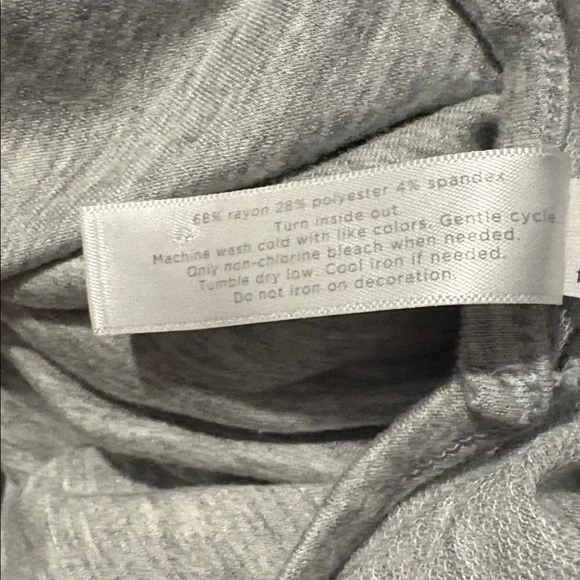 68% rayon 28% polyester 4% spandex
Turn inside out
Machine wash cold with like colors. Gentle cycle
Only non-chlorine bleach when needed.
Tumble dry low. Cool iron if needed.
Do not iron on decoration.